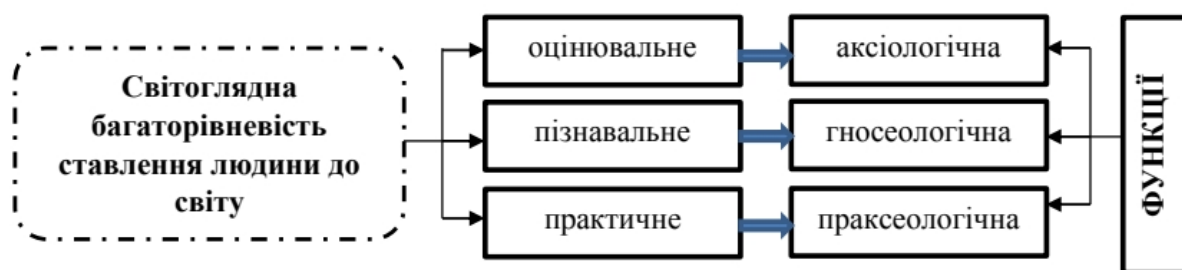 Світоглядна
багаторівневість
ставлення людини до
світу
оцінювальне
аксіологічна
пізнавальне
гносеологічна
практичне
праксеологічна
ФУНКЦІЇ